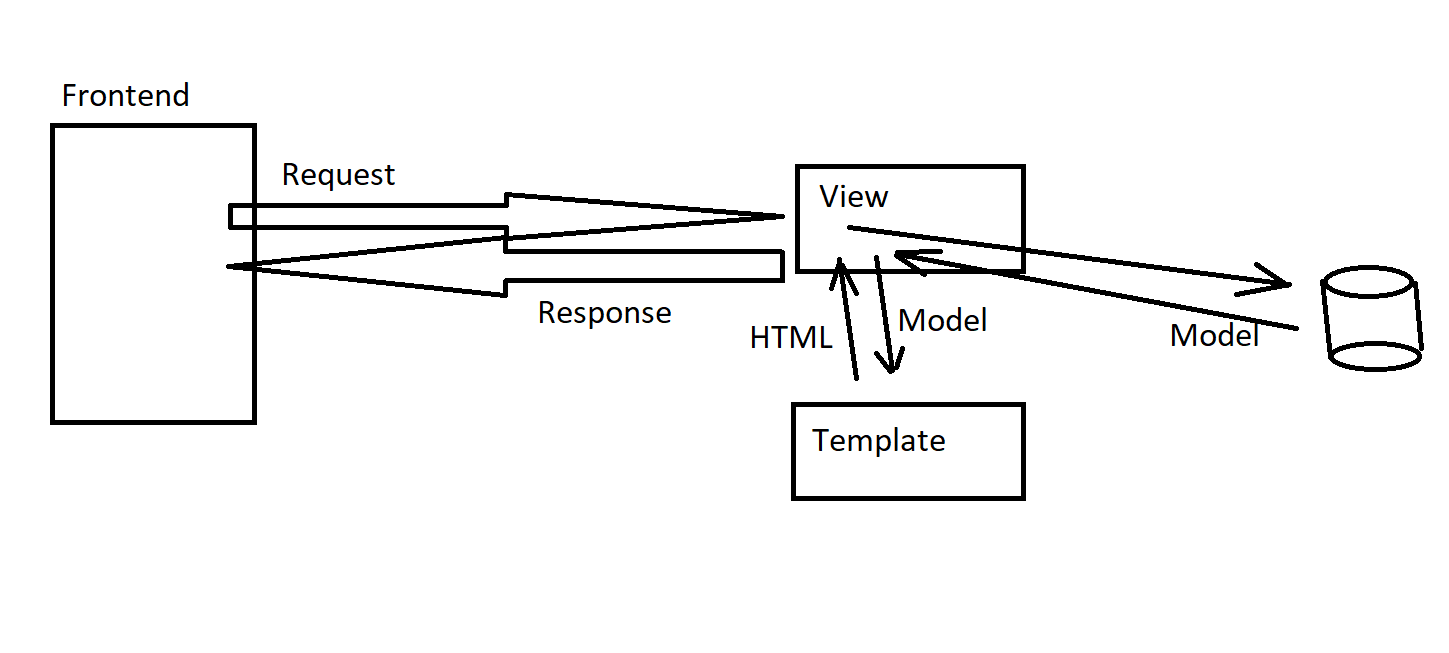 Frontend
Request
View
Response
HTML
Model
Model
Template